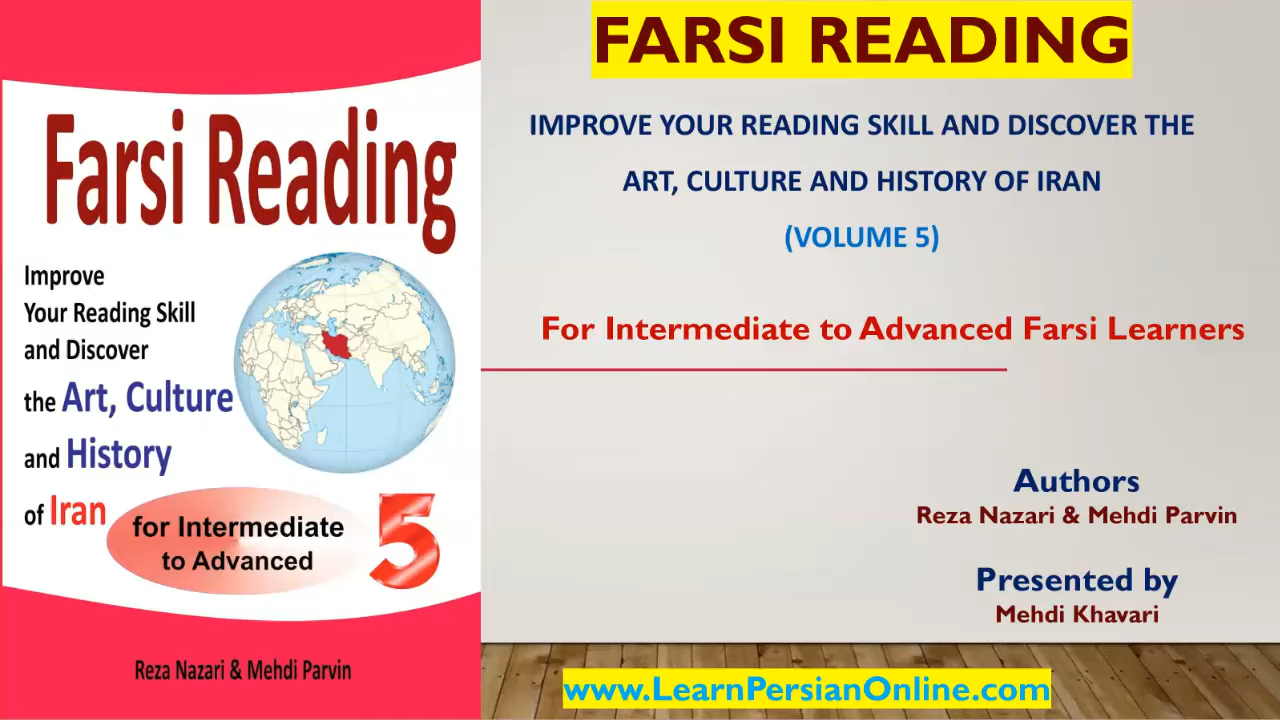 Farsi Reading
Improve
Your Reading Skill
and Discover
the Art, Culture
and History
of Iran
for Intermediate
to Advanced
5
Reza Nazari & Mehdi Parvin
FARSI READING
IMPROVE YOUR READING SKILL AND DISCOVER THE
ART, CULTURE AND HISTORY OF IRAN
(VOLUME 5)
For Intermediate to Advanced Farsi Learners
Authors
Reza Nazari & Mehdi Parvin
Presented by
Mehdi Khavari
www.LearnPersianOnline.com